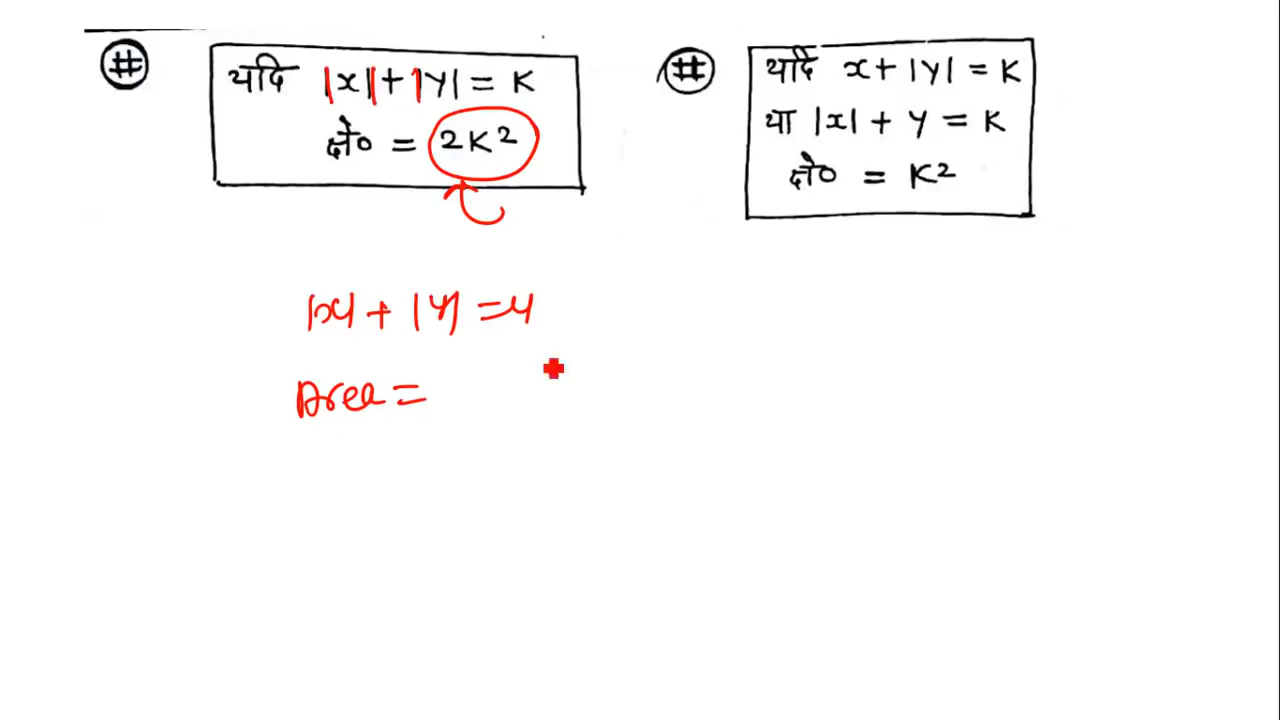 # यदि |x| + |y| = K
क्षे० = 2K²
# यदि x + |y| = K
या |x| + y = K
क्षे० = K²
|x| + |y| = 4
Area =